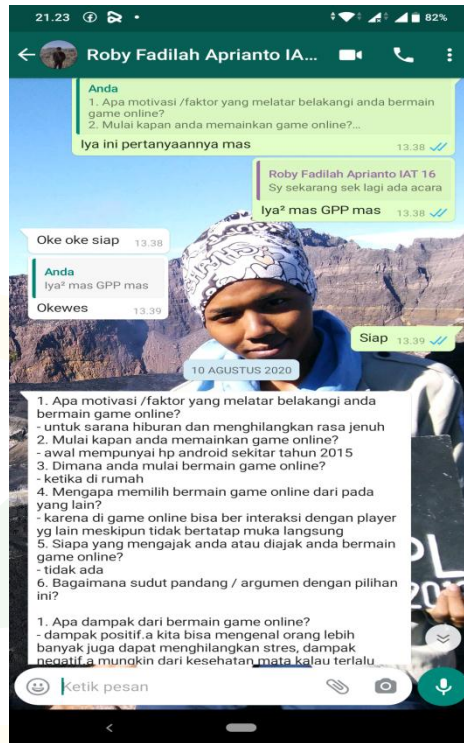 21.23
82%
Roby Fadilah Aprianto IA...
Anda
1. Apa motivasi /faktor yang melatar belakangi anda bermain
game online?
2. Mulai kapan anda memainkan game online?...
Iya ini pertanyaannya mas 13.38
Roby Fadilah Aprianto IAT 16
Sy sekarang sek lagi ada acara
Iya² mas GPP mas 13.38
Oke oke siap 13.38
Anda
Iya² mas GPP mas
Okewes 13.39
Siap 13.39
10 AGUSTUS 2020
1. Apa motivasi /faktor yang melatar belakangi anda
bermain game online?
- untuk sarana hiburan dan menghilangkan rasa jenuh
2. Mulai kapan anda memainkan game online?
- awal mempunyai hp android sekitar tahun 2015
3. Dimana anda mulai bermain game online?
- ketika di rumah
4. Mengapa memilih bermain game online dari pada
yang lain?
- karena di game online bisa ber interaksi dengan player
yg lain meskipun tidak bertatap muka langsung
5. Siapa yang mengajak anda atau diajak anda bermain
game online?
- tidak ada
6. Bagaimana sudut pandang / argumen dengan pilihan
ini?
1. Apa dampak dari bermain game online?
- dampak positif.a kita bisa mengenal orang lebih
banyak juga dapat menghilangkan stres, dampak
negatif.a mungkin dari kesehatan mata kalau terlalu
Ketik pesan